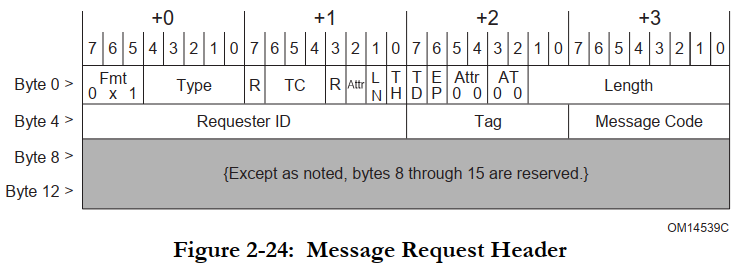 +0 +1 +2 +3
7 6 5 4 3 2 1 0 7 6 5 4 3 2 1 0 7 6 5 4 3 2 1 0 7 6 5 4 3 2 1 0
Byte 0 > Fmt Type R TC R Attr L T T E Attr AT Length
0 x 1 N H D P 0 0 0 0
Byte 4 > Requester ID Tag Message Code
Byte 8 >
{Except as noted, bytes 8 through 15 are reserved.}
Byte 12 >
OM14539C
Figure 2-24: Message Request Header